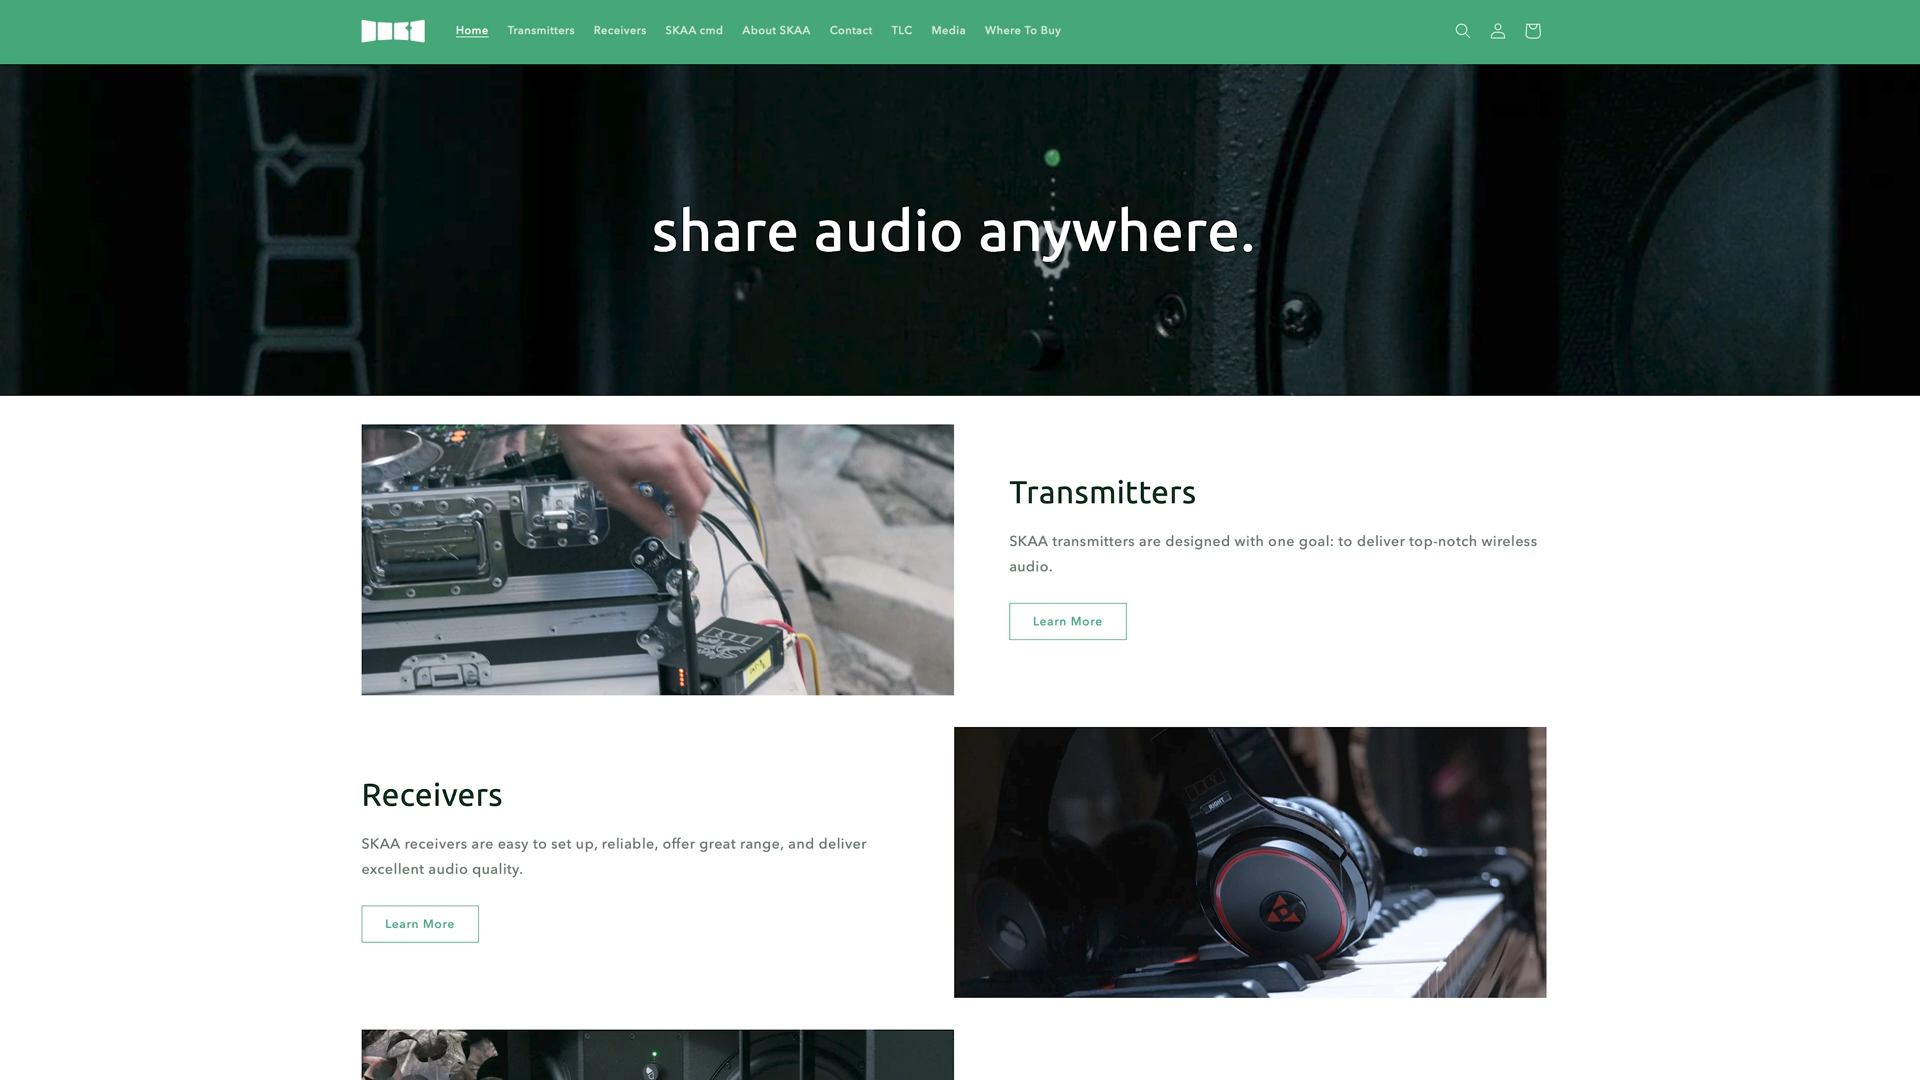 Home Transmitters Receivers SKAA cmd About SKAA Contact TLC Media Where To Buy
share audio anywhere.
Transmitters
SKAA transmitters are designed with one goal: to deliver top-notch wireless
audio.
Learn More
Receivers
SKAA receivers are easy to set up, reliable, offer great range, and deliver
excellent audio quality.
RIGHT
Learn More